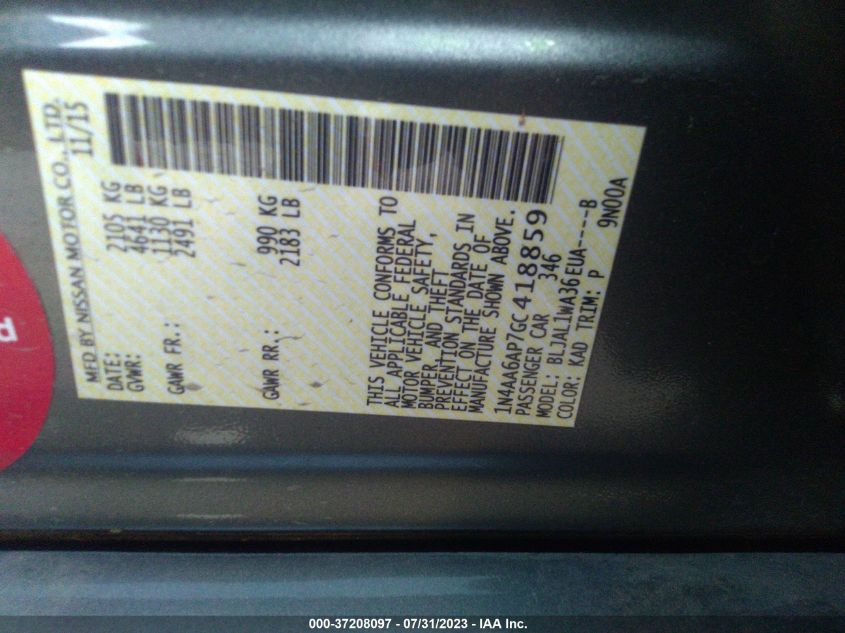 MFD BY NISSAN MOTOR CO., LTD.
DATE: 11/15
GVWR: 2105 KG
4641 LB
GAWR FR.: 1130 KG
2491 LB
GAWR RR.: 990 KG
2183 LB
THIS VEHICLE CONFORMS TO
ALL APPLICABLE FEDERAL
MOTOR VEHICLE SAFETY,
BUMPER, AND THEFT
PREVENTION STANDARDS IN
EFFECT ON THE DATE OF
MANUFACTURE SHOWN ABOVE.
1N4AA6AP7GC418859
PASSENGER CAR 346
MODEL: BLJAL1WA36EUA----B
COLOR: KAD TRIM: P 9N00A
R
000-37208097 - 07/31/2023 - IAA Inc.